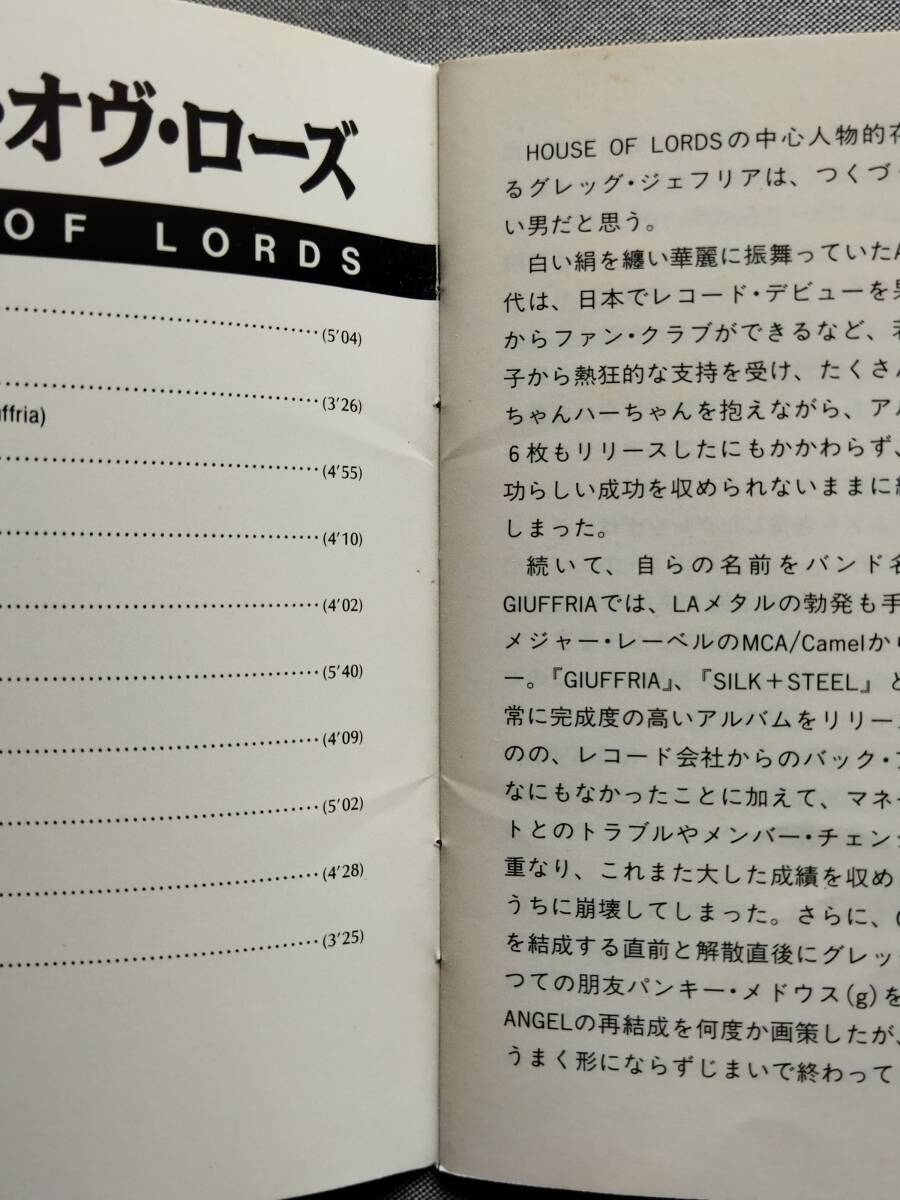 ・オヴ・ローズ
OF LORDS
(5'04)
(3'26)
uffria)
(4'55)
(4'10)
(4'02)
(5'40)
(4'09)
(5'02)
(4'28)
(3'25)
HOUSE OF LORDSの中心人物的存
るグレッグ・ジェフリアは、つくづ
い男だと思う。
白い絹を纏い華麗に振舞っていたA
代は、日本でレコード・デビューを果
からファン・クラブができるなど、若
子から熱狂的な支持を受け、たくさん
ちゃんハーちゃんを抱えながら、アル
6枚もリリースしたにもかかわらず、
功らしい成功を収められないままに
しまった。
続いて、自らの名前をバンド名
GIUFFRIAでは、LAメタルの勃発も手
メジャー・レーベルのMCA/Camelから
ー。『GIUFFRIA』、『SILK+STEEL』と
常に完成度の高いアルバムをリリース
のの、レコード会社からのバック・ア
なにもなかったことに加えて、マネー
トとのトラブルやメンバー・チェンジ
重なり、これまた大した成績を収め
うちに崩壊してしまった。さらに、G
を結成する直前と解散直後にグレッ
つての朋友パンキー・メドウス(g)を
ANGELの再結成を何度か画策したが、
うまく形にならずじまいで終わって